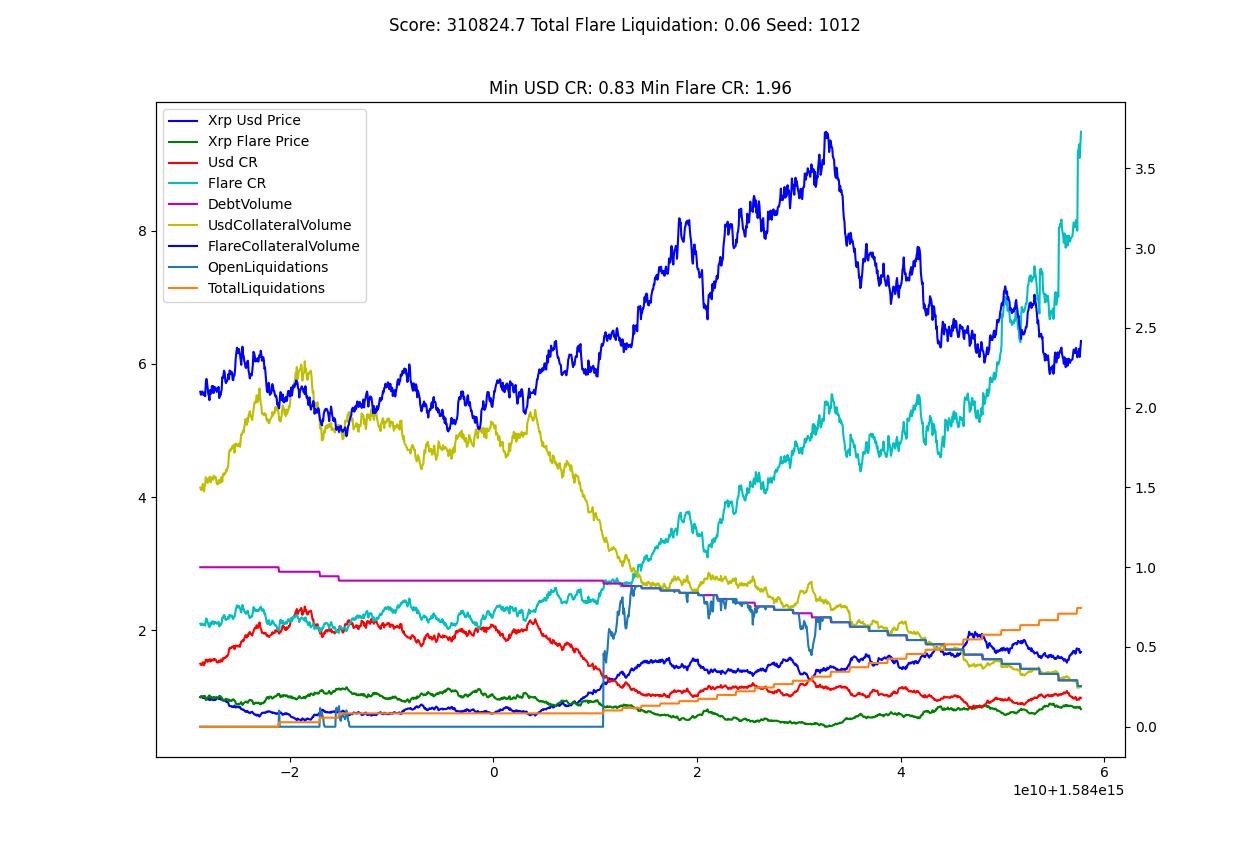 Score: 310824.7 Total Flare Liquidation: 0.06 Seed: 1012
Min USD CR: 0.83 Min Flare CR: 1.96
Xrp Usd Price
Xrp Flare Price
Usd CR
Flare CR
DebtVolume
UsdCollateralVolume
FlareCollateralVolume
OpenLiquidations
TotalLiquidations
8
6
4
2
3.5
3.0
2.5
2.0
1.5
1.0
0.5
0.0
−2 0 2 4 6
1e10+1.584e15